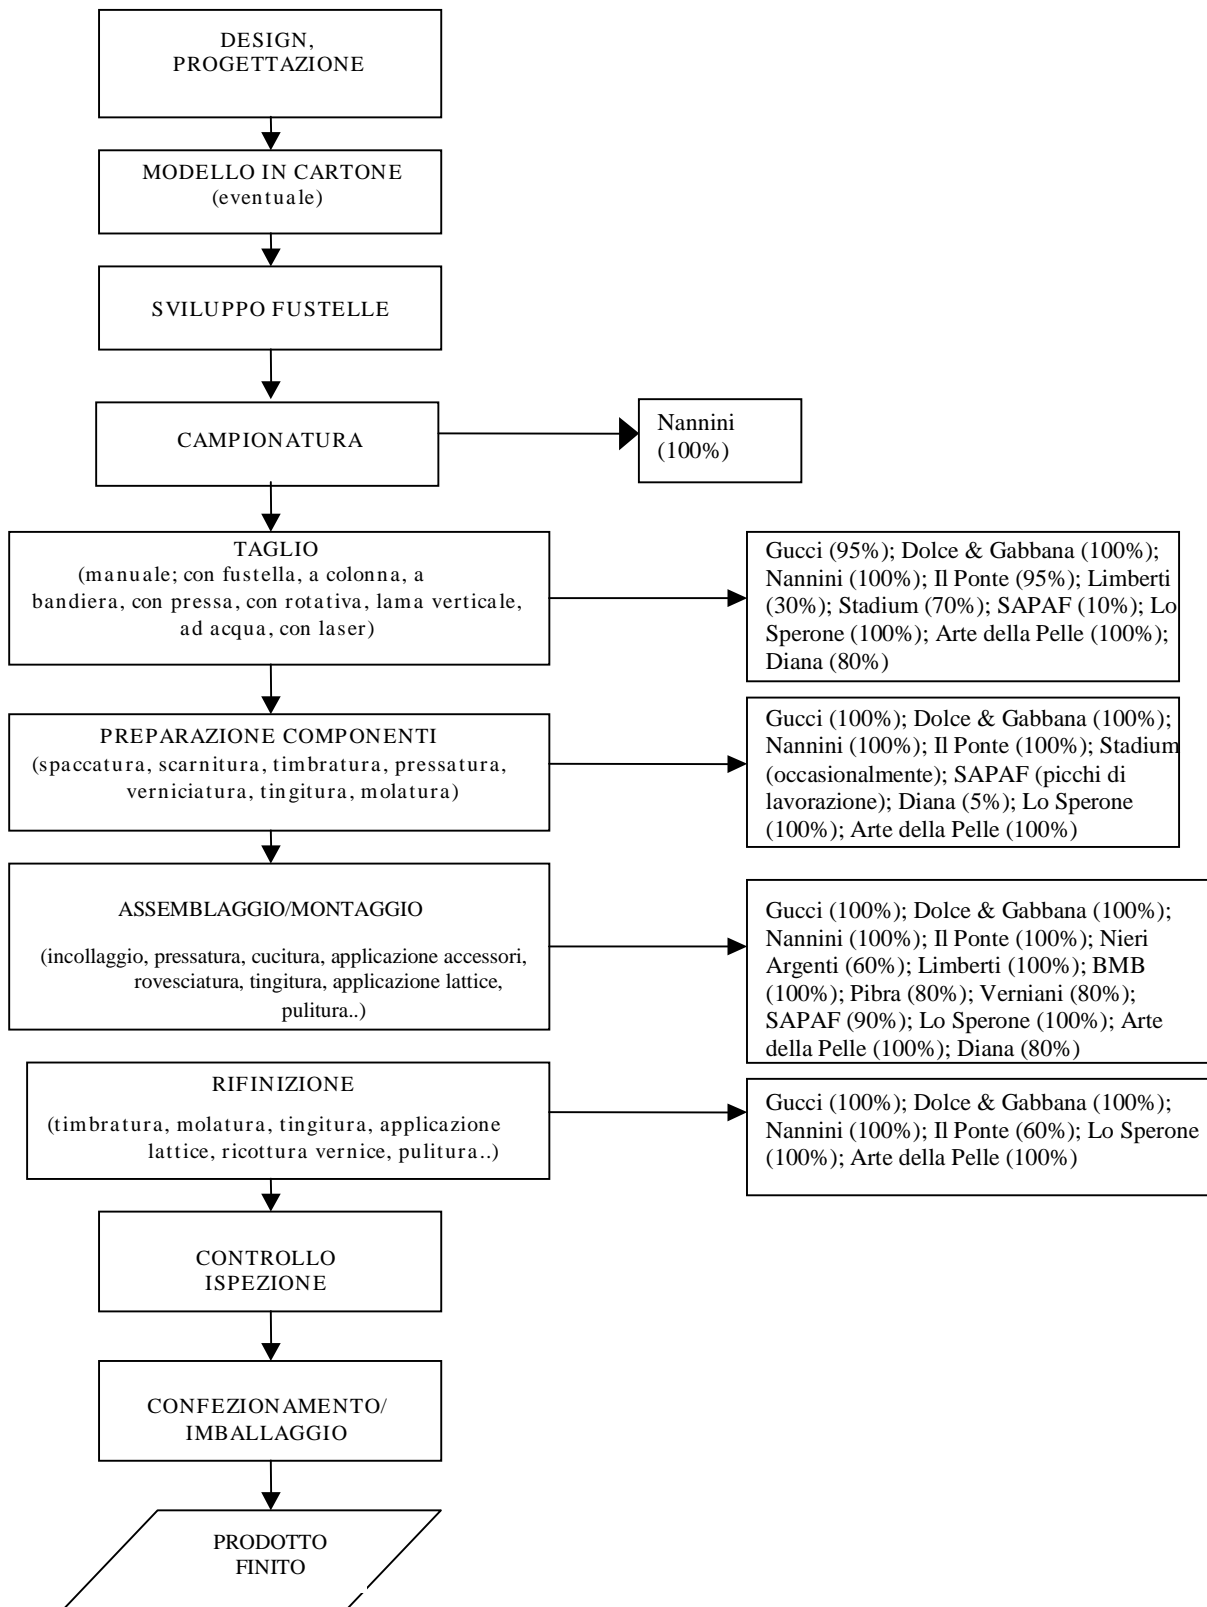 DESIGN,
PROGETTAZIONE
MODELLO IN CARTONE
(eventuale)
SVILUPPO FUSTELLE
CAMPIONATURA
Nannini
(100%)
TAGLIO
(manuale; con fustella, a colonna, a
bandiera, con pressa, con rotativa, lama verticale,
ad acqua, con laser)
Gucci (95%); Dolce & Gabbana (100%);
Nannini (100%); Il Ponte (95%); Limberti
(30%); Stadium (70%); SAPAF (10%); Lo
Sperone (100%); Arte della Pelle (100%);
Diana (80%)
PREPARAZIONE COMPONENTI
(spaccatura, scarnitura, timbratura, pressatura,
verniciatura, tingitura, molatura)
Gucci (100%); Dolce & Gabbana (100%);
Nannini (100%); Il Ponte (100%); Stadium
(occasionalmente); SAPAF (picchi di
lavorazione); Diana (5%); Lo Sperone
(100%); Arte della Pelle (100%)
ASSEMBLAGGIO/MONTAGGIO
(incollaggio, pressatura, cucitura, applicazione accessori,
rovesciatura, tingitura, applicazione lattice,
pulitura..)
Gucci (100%); Dolce & Gabbana (100%);
Nannini (100%); Il Ponte (100%); Nieri
Argenti (60%); Limberti (100%); BMB
(100%); Pibra (80%); Verniani (80%);
SAPAF (90%); Lo Sperone (100%); Arte
della Pelle (100%); Diana (80%)
RIFINIZIONE
(timbratura, molatura, tingitura, applicazione
lattice, ricottura vernice, pulitura..)
Gucci (100%); Dolce & Gabbana (100%);
Nannini (100%); Il Ponte (60%); Lo Sperone
(100%); Arte della Pelle (100%)
CONTROLLO
ISPEZIONE
CONFEZIONAMENTO/
IMBALLAGGIO
PRODOTTO
FINITO